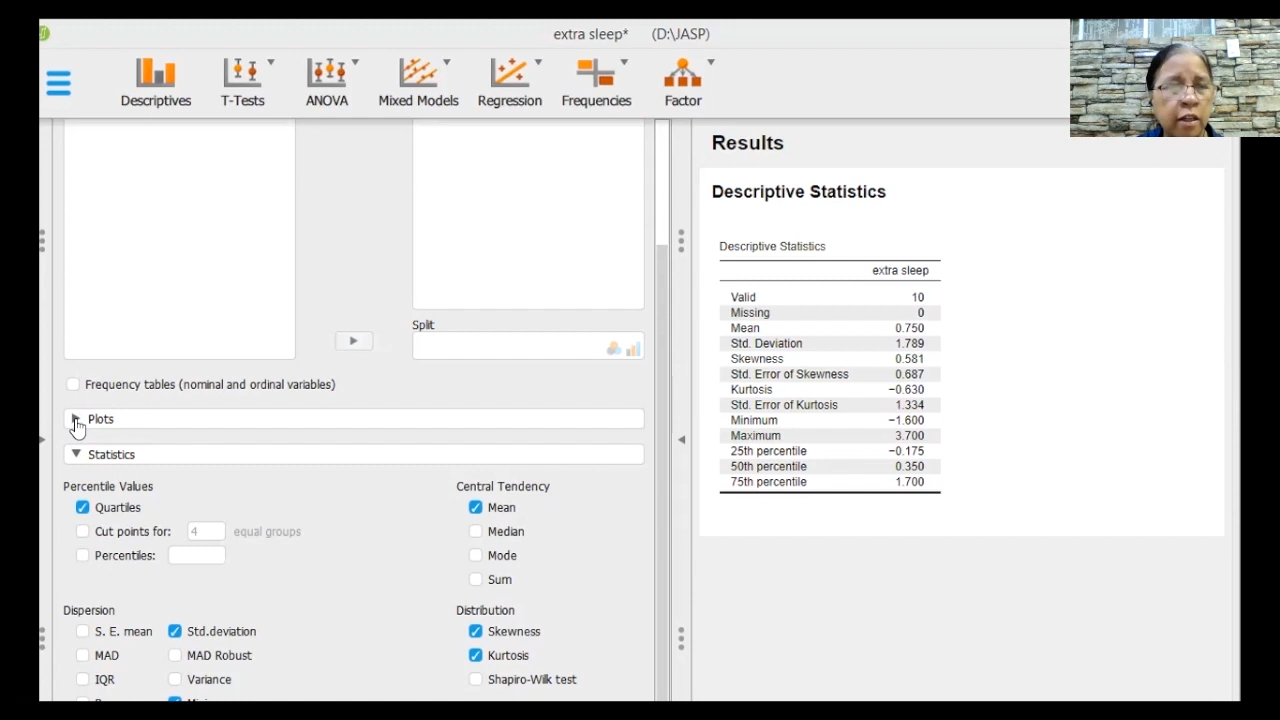 extra sleep* (D:\JASP)
Descriptives T-Tests ANOVA Mixed Models Regression Frequencies Factor
Split
Frequency tables (nominal and ordinal variables)
Plots
Statistics
Percentile Values
Quartiles
Cut points for: 4 equal groups
Percentiles:
Central Tendency
Mean
Median
Mode
Sum
Dispersion
S. E. mean Std.deviation
MAD MAD Robust
IQR Variance
Distribution
Skewness
Kurtosis
Shapiro-Wilk test
Results
Descriptive Statistics
Descriptive Statistics
extra sleep
Valid 10
Missing 0
Mean 0.750
Std. Deviation 1.789
Skewness 0.581
Std. Error of Skewness 0.687
Kurtosis −0.630
Std. Error of Kurtosis 1.334
Minimum −1.600
Maximum 3.700
25th percentile −0.175
50th percentile 0.350
75th percentile 1.700